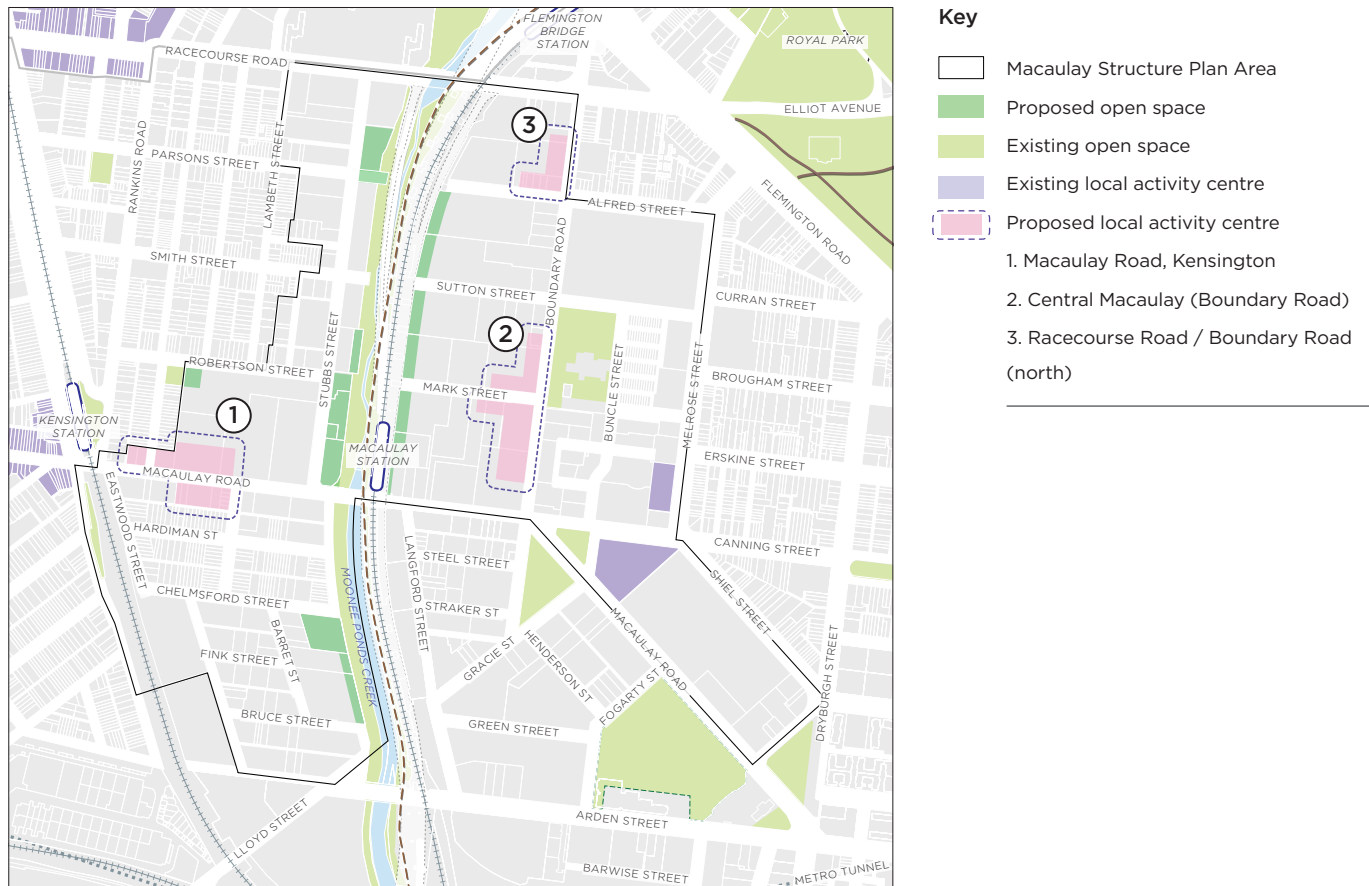 FLEMINGTON
BRIDGE
STATION
ROYAL PARK
RACECOURSE ROAD
ELLIOT AVENUE
3
RANKINS ROAD
PARSONS STREET
LAMBETH STREET
FLEMINGTON ROAD
ALFRED STREET
BOUNDARY ROAD
SMITH STREET
SUTTON STREET
CURRAN STREET
2
STUBBS STREET
ROBERTSON STREET
MARK STREET
BUNCLE STREET
MELROSE STREET
BROUGHAM STREET
1
KENSINGTON
STATION
MACAULAY
STATION
ERSKINE STREET
MACAULAY ROAD
EASTWOOD STREET
HARDIMAN ST
LANGFORD STREET
STEEL STREET
CANNING STREET
CHELMSFORD STREET
MOONEE PONDS CREEK
STRAKER ST
SHIEL STREET
BARRET ST
GRACIE ST
HENDERSON ST
MACAULAY ROAD
FINK STREET
FOGARTY ST
DRYBURGH STREET
BRUCE STREET
GREEN STREET
LLOYD STREET
ARDEN STREET
BARWISE STREET
METRO TUNNEL
Key
Macaulay Structure Plan Area
Proposed open space
Existing open space
Existing local activity centre
Proposed local activity centre
1. Macaulay Road, Kensington
2. Central Macaulay (Boundary Road)
3. Racecourse Road / Boundary Road
(north)